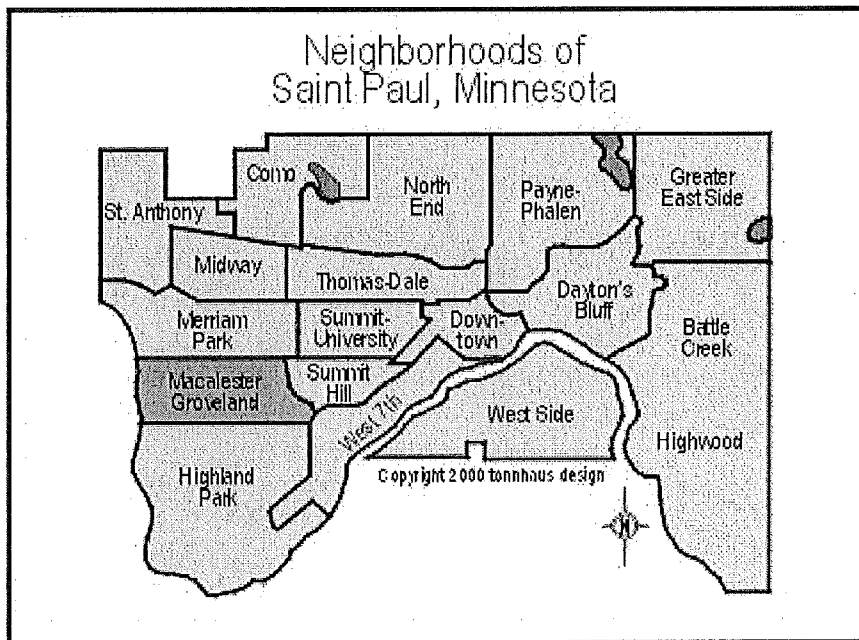 Neighborhoods of
Saint Paul, Minnesota
Como
North
End
Payne-
Phalen
Greater
East Side
St. Anthony
Midway
Thomas-Dale
Dayton's
Bluff
Merriam
Park
Summit-
University
Down-
town
Battle
Creek
Macalester
Groveland
Summit
Hill
West 7th
West Side
Highwood
Highland
Park
Copyright 2000 tonnhaus design
N